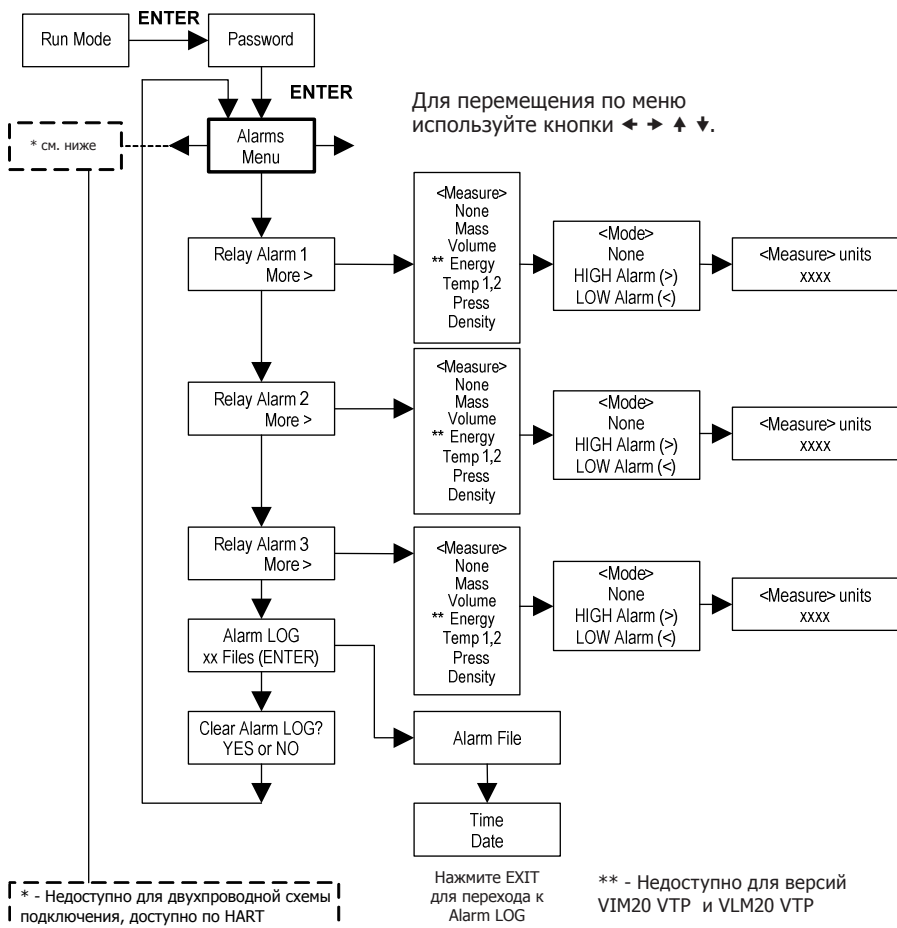 ENTER
Run Mode
Password
ENTER
Для перемещения по меню
используйте кнопки ← → ↑ ↓.
* см. ниже
Alarms
Menu
Relay Alarm 1
More >
<Measure>
None
Mass
Volume
** Energy
Temp 1,2
Press
Density
<Mode>
None
HIGH Alarm (>)
LOW Alarm (<)
<Measure> units
xxxx
Relay Alarm 2
More >
<Measure>
None
Mass
Volume
** Energy
Temp 1,2
Press
Density
<Mode>
None
HIGH Alarm (>)
LOW Alarm (<)
<Measure> units
xxxx
Relay Alarm 3
More >
<Measure>
None
Mass
Volume
** Energy
Temp 1,2
Press
Density
<Mode>
None
HIGH Alarm (>)
LOW Alarm (<)
<Measure> units
xxxx
Alarm LOG
xx Files (ENTER)
Clear Alarm LOG?
YES or NO
Alarm File
Time
Date
* - Недоступно для двухпроводной схемы
подключения, доступно по HART
Нажмите EXIT
для перехода к
Alarm LOG
** - Недоступно для версий
VIM20 VTP и VLM20 VTP